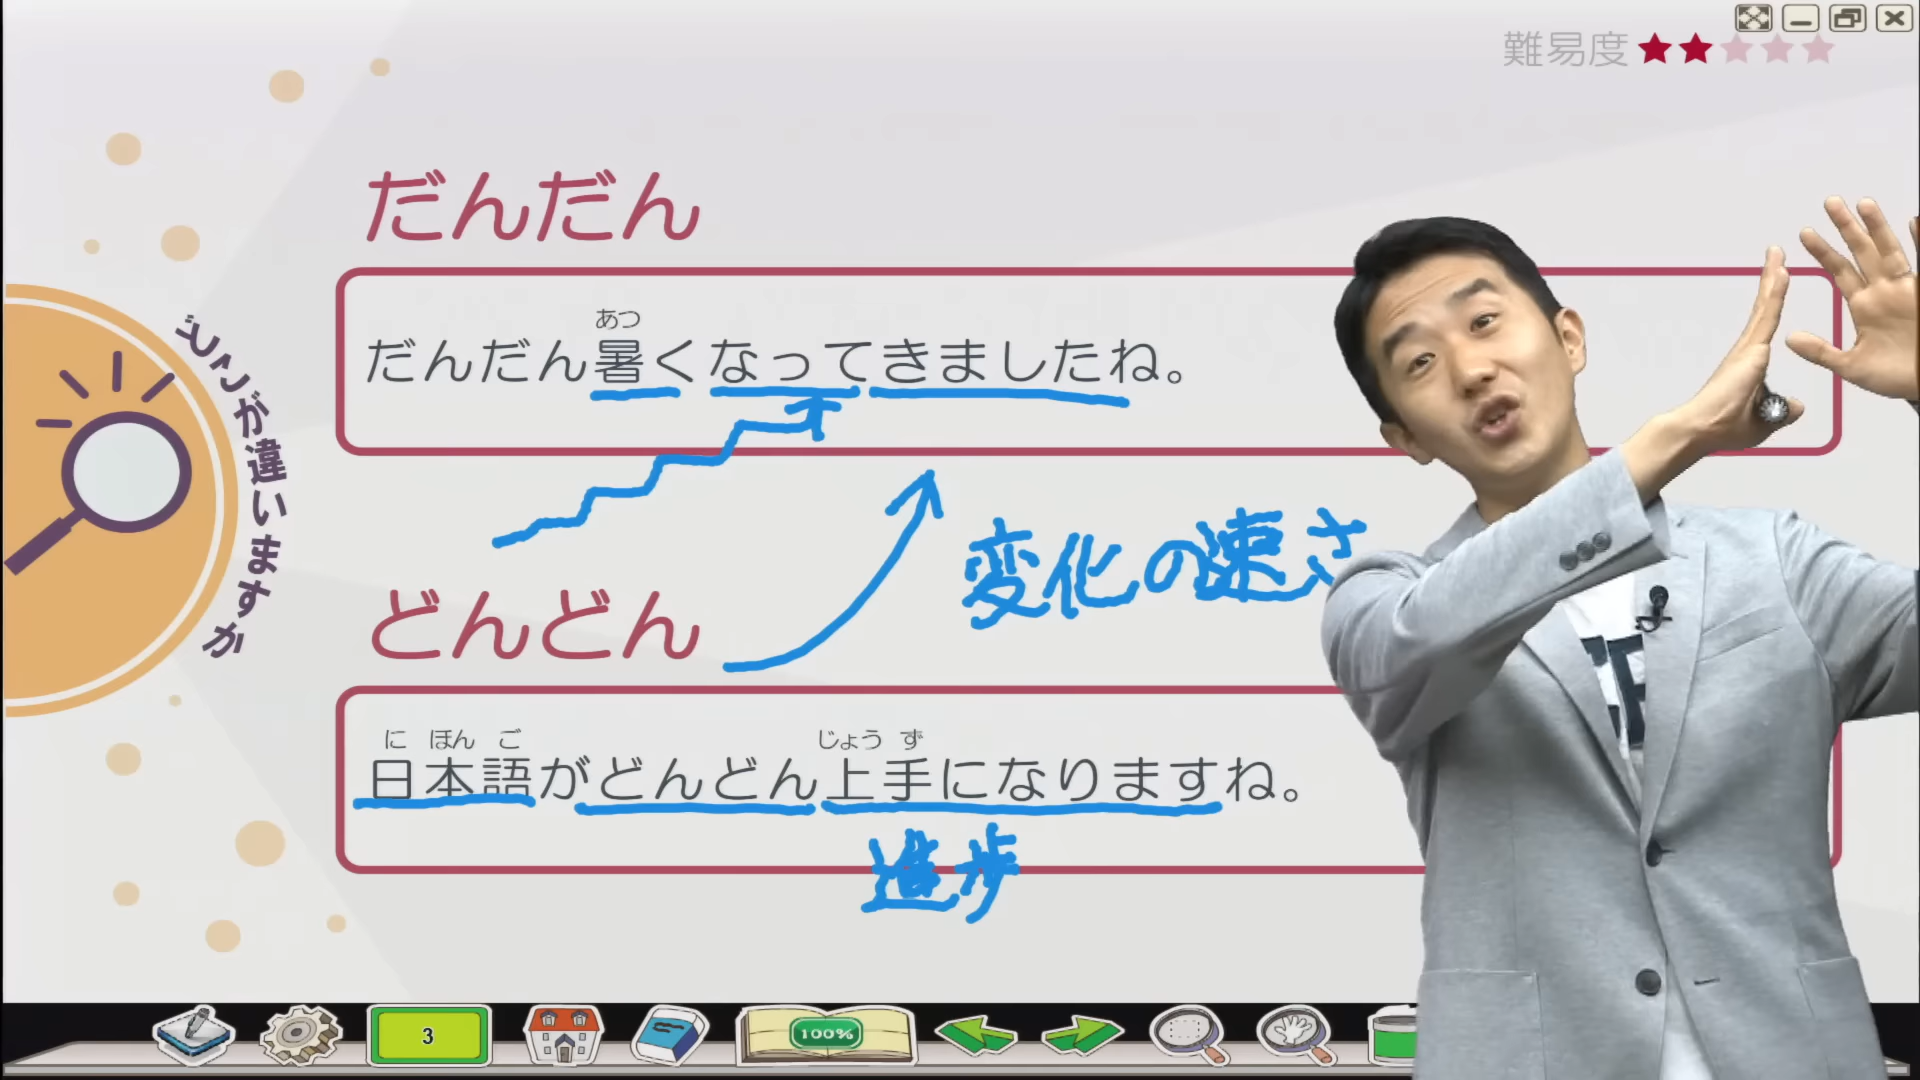 難易度
だんだん
あつ
だんだん暑くなってきましたね。
どこが違いますか
変化の速さ
どんどん
に ほん ご じょう ず
日本語がどんどん上手になりますね。
進歩
3
100%